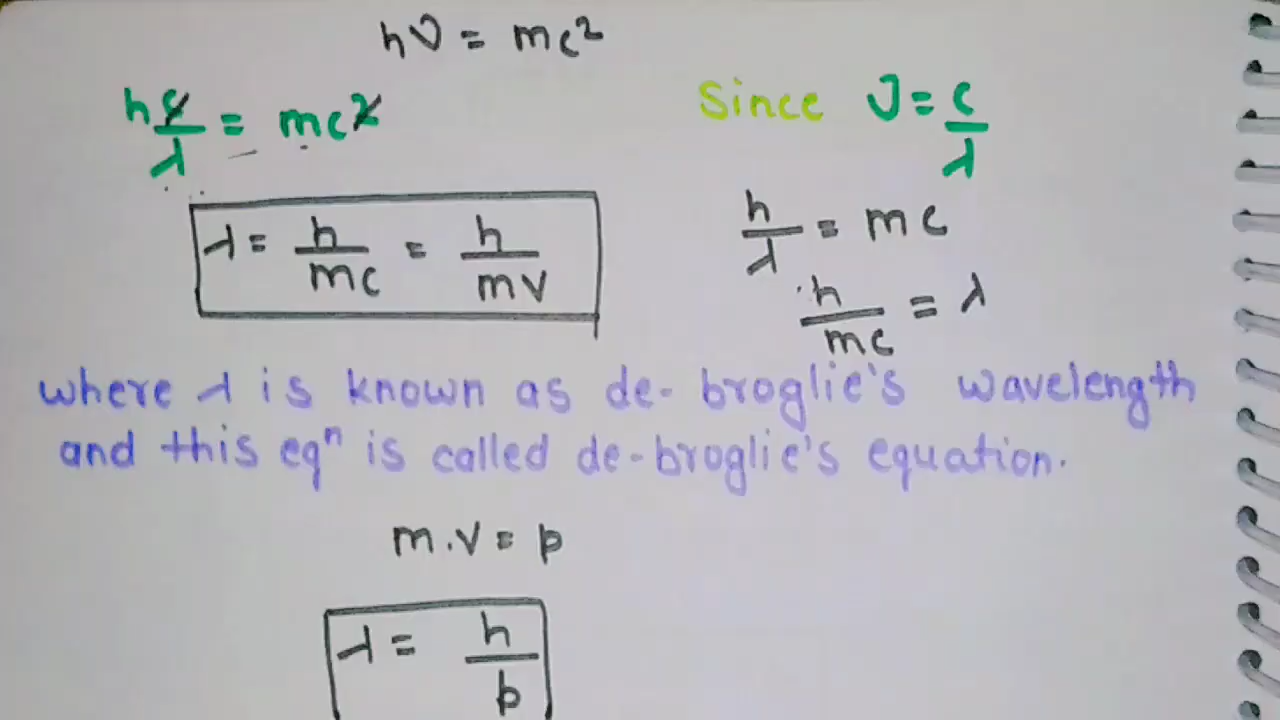 hν = mc²
hc/λ = mc²
Since ν = c/λ
λ = h/mc = h/mv
h/λ = mc
h/mc = λ
where λ is known as de-broglie's wavelength
and this eqⁿ is called de-broglie's equation.
m.v = p
λ = h/p